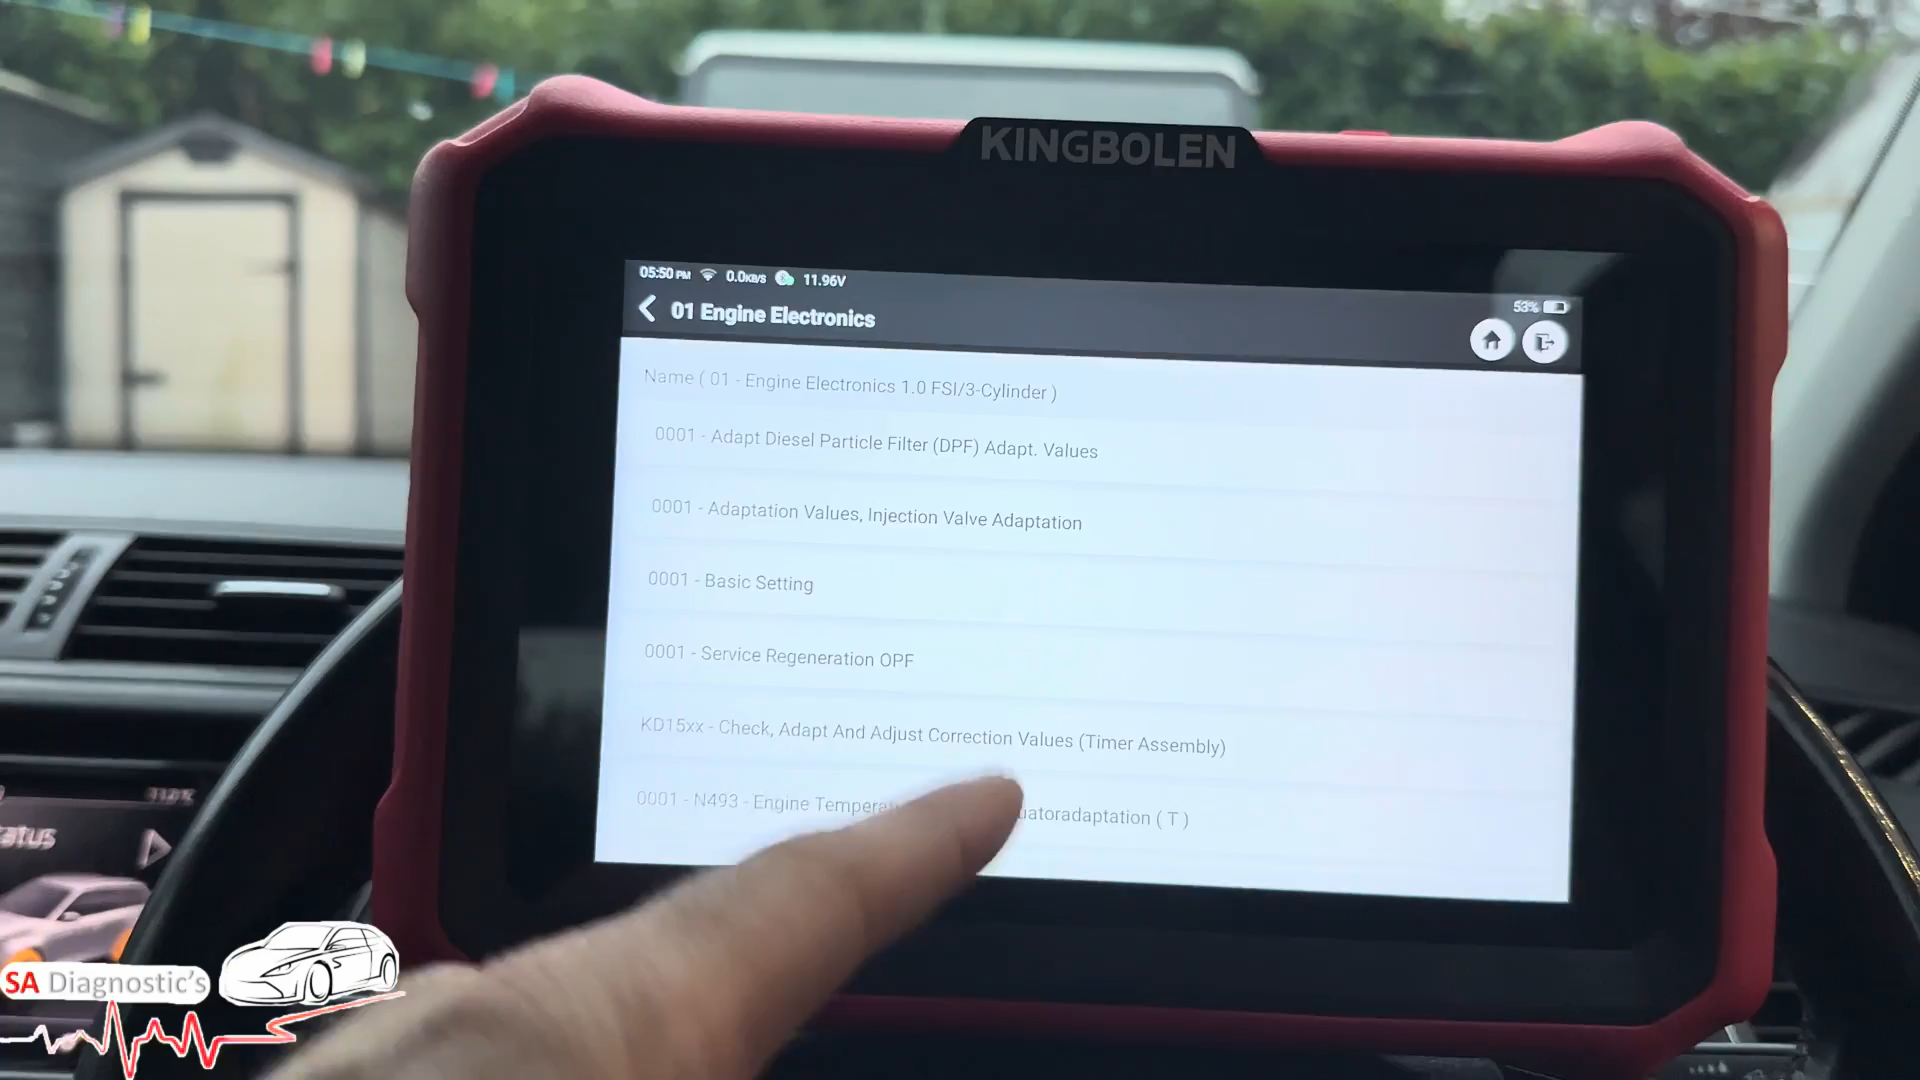 KINGBOLEN
05:50 PM 0.0KB/S 11.96V
53%
01 Engine Electronics
Name ( 01 - Engine Electronics 1.0 FSI/3-Cylinder )
0001 - Adapt Diesel Particle Filter (DPF) Adapt. Values
0001 - Adaptation Values, Injection Valve Adaptation
0001 - Basic Setting
0001 - Service Regeneration OPF
KD15xx - Check, Adapt And Adjust Correction Values (Timer Assembly)
0001 - N493 - Engine Tempera uatoradaptation ( T )
atus
SA Diagnostic's